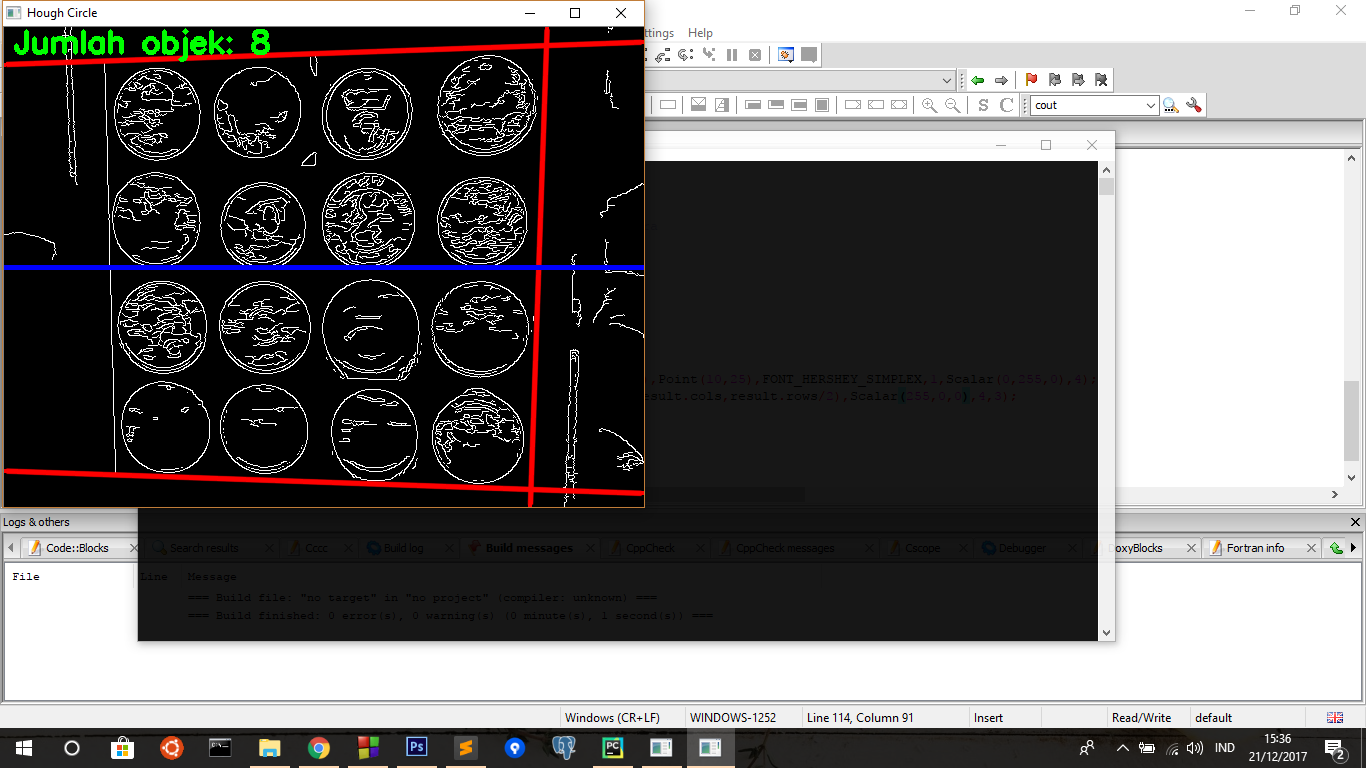 Hough Circle
Jumlah objek: 8
ttings Help
cout
,Point(10,25),FONT_HERSHEY_SIMPLEX,1,Scalar(0,255,0),4);
esult.cols,result.rows/2),Scalar(255,0,0),4,3);
Logs & others
Code::Blocks Search results Cccc Build log Build messages CppCheck CppCheck messages Cscope Debugger DoxyBlocks Fortran info
File Line Message
=== Build file: "no target" in "no project" (compiler: unknown) ===
=== Build finished: 0 error(s), 0 warning(s) (0 minute(s), 1 second(s)) ===
Windows (CR+LF) WINDOWS-1252 Line 114, Column 91 Insert Read/Write default
Ps PC IND 15:36
21/12/2017 2